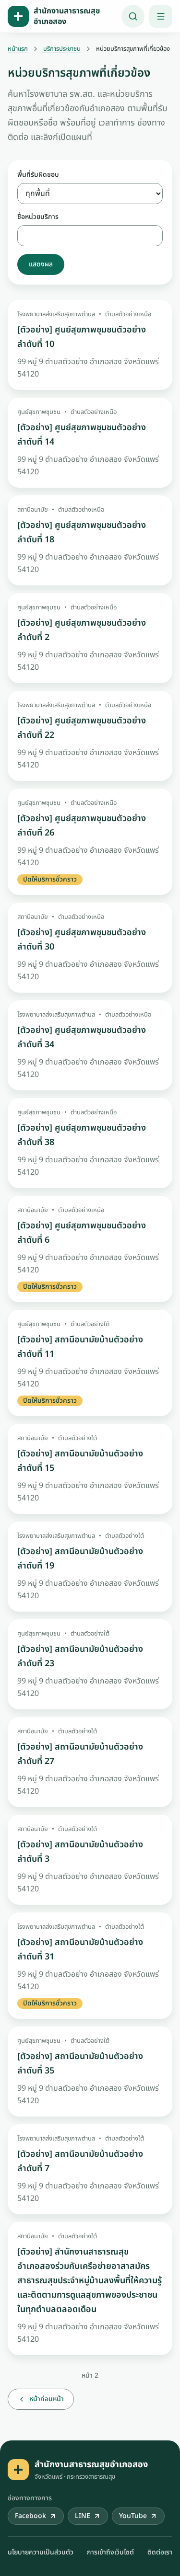 สำนักงานสาธารณสุข
อำเภอสอง
หน้าแรก > บริการประชาชน > หน่วยบริการสุขภาพที่เกี่ยวข้อง
หน่วยบริการสุขภาพที่เกี่ยวข้อง
ค้นหาโรงพยาบาล รพ.สต. และหน่วยบริการ
สุขภาพอื่นที่เกี่ยวข้อง แยกตามพื้นที่ตำบลที่รับ
ผิดชอบหรือชื่อ พร้อมที่อยู่ เวลาทำการ ช่องทาง
ติดต่อ และลิงก์เปิดแผนที่
พื้นที่รับผิดชอบ
ทุกพื้นที่
ชื่อหน่วยบริการ
แสดงผล
โรงพยาบาลส่งเสริมสุขภาพตำบล • ตำบลตัวอย่างเหนือ
[ตัวอย่าง] ศูนย์สุขภาพชุมชนตัวอย่าง
ลำดับที่ 10
99 หมู่ 9 ตำบลตัวอย่าง อำเภอสอง จังหวัดแพร่
54120
ศูนย์สุขภาพชุมชน • ตำบลตัวอย่างเหนือ
[ตัวอย่าง] ศูนย์สุขภาพชุมชนตัวอย่าง
ลำดับที่ 14
99 หมู่ 9 ตำบลตัวอย่าง อำเภอสอง จังหวัดแพร่
54120
สถานีอนามัย • ตำบลตัวอย่างเหนือ
[ตัวอย่าง] ศูนย์สุขภาพชุมชนตัวอย่าง
ลำดับที่ 18
99 หมู่ 9 ตำบลตัวอย่าง อำเภอสอง จังหวัดแพร่
54120
ศูนย์สุขภาพชุมชน • ตำบลตัวอย่างเหนือ
[ตัวอย่าง] ศูนย์สุขภาพชุมชนตัวอย่าง
ลำดับที่ 2
99 หมู่ 9 ตำบลตัวอย่าง อำเภอสอง จังหวัดแพร่
54120
โรงพยาบาลส่งเสริมสุขภาพตำบล • ตำบลตัวอย่างเหนือ
[ตัวอย่าง] ศูนย์สุขภาพชุมชนตัวอย่าง
ลำดับที่ 22
99 หมู่ 9 ตำบลตัวอย่าง อำเภอสอง จังหวัดแพร่
54120
ศูนย์สุขภาพชุมชน • ตำบลตัวอย่างเหนือ
[ตัวอย่าง] ศูนย์สุขภาพชุมชนตัวอย่าง
ลำดับที่ 26
99 หมู่ 9 ตำบลตัวอย่าง อำเภอสอง จังหวัดแพร่
54120
ปิดให้บริการชั่วคราว
สถานีอนามัย • ตำบลตัวอย่างเหนือ
[ตัวอย่าง] ศูนย์สุขภาพชุมชนตัวอย่าง
ลำดับที่ 30
99 หมู่ 9 ตำบลตัวอย่าง อำเภอสอง จังหวัดแพร่
54120
โรงพยาบาลส่งเสริมสุขภาพตำบล • ตำบลตัวอย่างเหนือ
[ตัวอย่าง] ศูนย์สุขภาพชุมชนตัวอย่าง
ลำดับที่ 34
99 หมู่ 9 ตำบลตัวอย่าง อำเภอสอง จังหวัดแพร่
54120
ศูนย์สุขภาพชุมชน • ตำบลตัวอย่างเหนือ
[ตัวอย่าง] ศูนย์สุขภาพชุมชนตัวอย่าง
ลำดับที่ 38
99 หมู่ 9 ตำบลตัวอย่าง อำเภอสอง จังหวัดแพร่
54120
สถานีอนามัย • ตำบลตัวอย่างเหนือ
[ตัวอย่าง] ศูนย์สุขภาพชุมชนตัวอย่าง
ลำดับที่ 6
99 หมู่ 9 ตำบลตัวอย่าง อำเภอสอง จังหวัดแพร่
54120
ปิดให้บริการชั่วคราว
ศูนย์สุขภาพชุมชน • ตำบลตัวอย่างใต้
[ตัวอย่าง] สถานีอนามัยบ้านตัวอย่าง
ลำดับที่ 11
99 หมู่ 9 ตำบลตัวอย่าง อำเภอสอง จังหวัดแพร่
54120
ปิดให้บริการชั่วคราว
สถานีอนามัย • ตำบลตัวอย่างใต้
[ตัวอย่าง] สถานีอนามัยบ้านตัวอย่าง
ลำดับที่ 15
99 หมู่ 9 ตำบลตัวอย่าง อำเภอสอง จังหวัดแพร่
54120
โรงพยาบาลส่งเสริมสุขภาพตำบล • ตำบลตัวอย่างใต้
[ตัวอย่าง] สถานีอนามัยบ้านตัวอย่าง
ลำดับที่ 19
99 หมู่ 9 ตำบลตัวอย่าง อำเภอสอง จังหวัดแพร่
54120
ศูนย์สุขภาพชุมชน • ตำบลตัวอย่างใต้
[ตัวอย่าง] สถานีอนามัยบ้านตัวอย่าง
ลำดับที่ 23
99 หมู่ 9 ตำบลตัวอย่าง อำเภอสอง จังหวัดแพร่
54120
สถานีอนามัย • ตำบลตัวอย่างใต้
[ตัวอย่าง] สถานีอนามัยบ้านตัวอย่าง
ลำดับที่ 27
99 หมู่ 9 ตำบลตัวอย่าง อำเภอสอง จังหวัดแพร่
54120
สถานีอนามัย • ตำบลตัวอย่างใต้
[ตัวอย่าง] สถานีอนามัยบ้านตัวอย่าง
ลำดับที่ 3
99 หมู่ 9 ตำบลตัวอย่าง อำเภอสอง จังหวัดแพร่
54120
โรงพยาบาลส่งเสริมสุขภาพตำบล • ตำบลตัวอย่างใต้
[ตัวอย่าง] สถานีอนามัยบ้านตัวอย่าง
ลำดับที่ 31
99 หมู่ 9 ตำบลตัวอย่าง อำเภอสอง จังหวัดแพร่
54120
ปิดให้บริการชั่วคราว
ศูนย์สุขภาพชุมชน • ตำบลตัวอย่างใต้
[ตัวอย่าง] สถานีอนามัยบ้านตัวอย่าง
ลำดับที่ 35
99 หมู่ 9 ตำบลตัวอย่าง อำเภอสอง จังหวัดแพร่
54120
โรงพยาบาลส่งเสริมสุขภาพตำบล • ตำบลตัวอย่างใต้
[ตัวอย่าง] สถานีอนามัยบ้านตัวอย่าง
ลำดับที่ 7
99 หมู่ 9 ตำบลตัวอย่าง อำเภอสอง จังหวัดแพร่
54120
สถานีอนามัย • ตำบลตัวอย่างใต้
[ตัวอย่าง] สำนักงานสาธารณสุข
อำเภอสองร่วมกับเครือข่ายอาสาสมัคร
สาธารณสุขประจำหมู่บ้านลงพื้นที่ให้ความรู้
และติดตามการดูแลสุขภาพของประชาชน
ในทุกตำบลตลอดเดือน
99 หมู่ 9 ตำบลตัวอย่าง อำเภอสอง จังหวัดแพร่
54120
หน้า 2
หน้าก่อนหน้า
สำนักงานสาธารณสุขอำเภอสอง
จังหวัดแพร่ · กระทรวงสาธารณสุข
ช่องทางทางการ
Facebook LINE YouTube
นโยบายความเป็นส่วนตัว การเข้าถึงเว็บไซต์ ติดต่อเรา